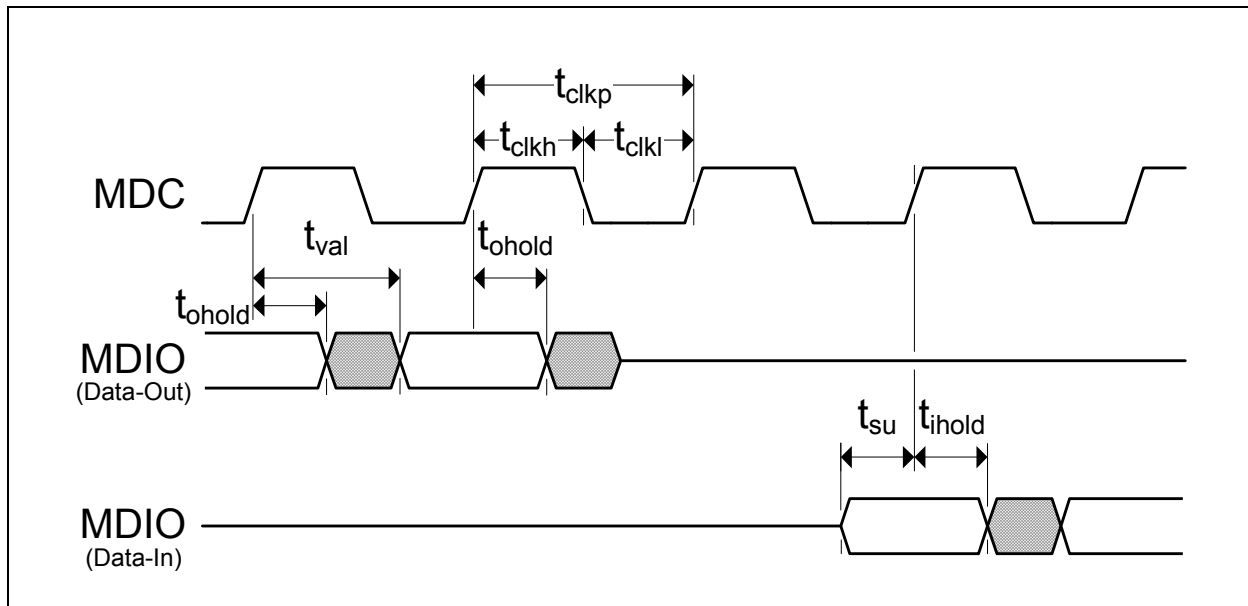 tclkp
tclkh
tclkl
MDC
tval
tohold
tohold
MDIO
(Data-Out)
tsu
tihold
MDIO
(Data-In)